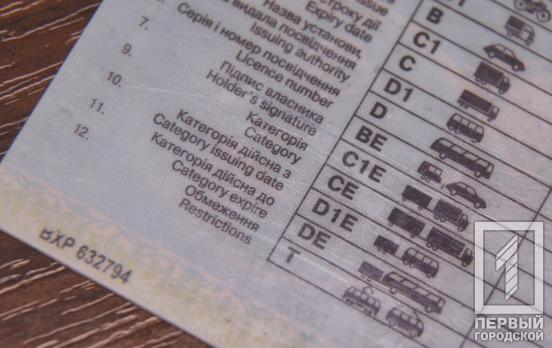 строку дії
Expiry date
7. Назва установи,
видала посвідчення
Issuing authority
Серія і номер посвідчення
Licence number
9. Підпис власника
Holder's signature
10. Категорія
Category
11. Категорія дійсна з
Category issuing date
12. Категорія дійсна до
Category expire
Обмеження
Restrictions
B
C1
C
D1
D
BE
C1E
CE
D1E
DE
T
ВХР 632794
1
ПЕРВЫЙ
ГОРОДСКОЙ